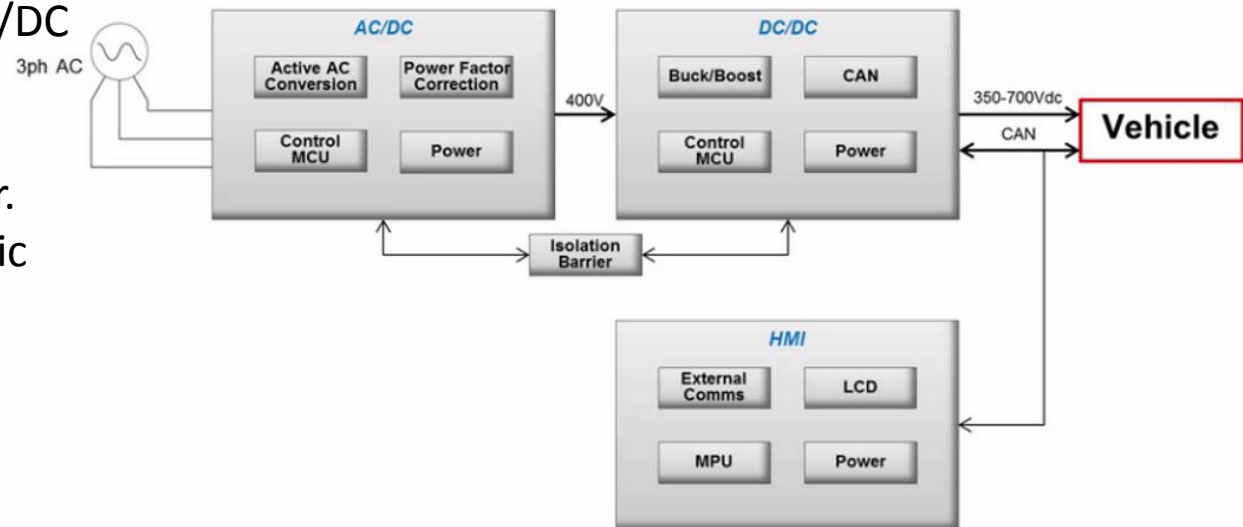 /DC
r.
ic
3ph AC
AC/DC
Active AC
Conversion
Power Factor
Correction
Control
MCU
Power
400V
DC/DC
Buck/Boost
CAN
Control
MCU
Power
350-700Vdc
CAN
Vehicle
Isolation
Barrier
HMI
External
Comms
LCD
MPU
Power